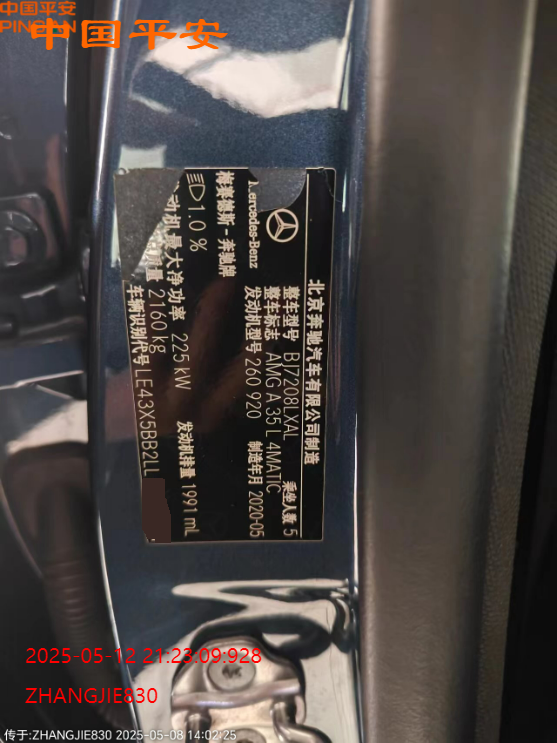 中国平安
PINGAN
中国平安
北京奔驰汽车有限公司制造
Mercedes-Benz
梅赛德斯-奔驰牌
整车型号 BJ7208LXAL
乘坐人数 5
整车标志 AMG A 35 L 4MATIC
发动机型号 260 920
制造年月 2020-05
1.0 %
动机最大净功率 225 kW
发动机排量 1991 mL
量 2160 kg
车辆识别代号 LE43X5BB2LL
2025-05-12 21:23:09.928
ZHANGJIE830
传于:ZHANGJIE830 2025-05-08 14:02:25